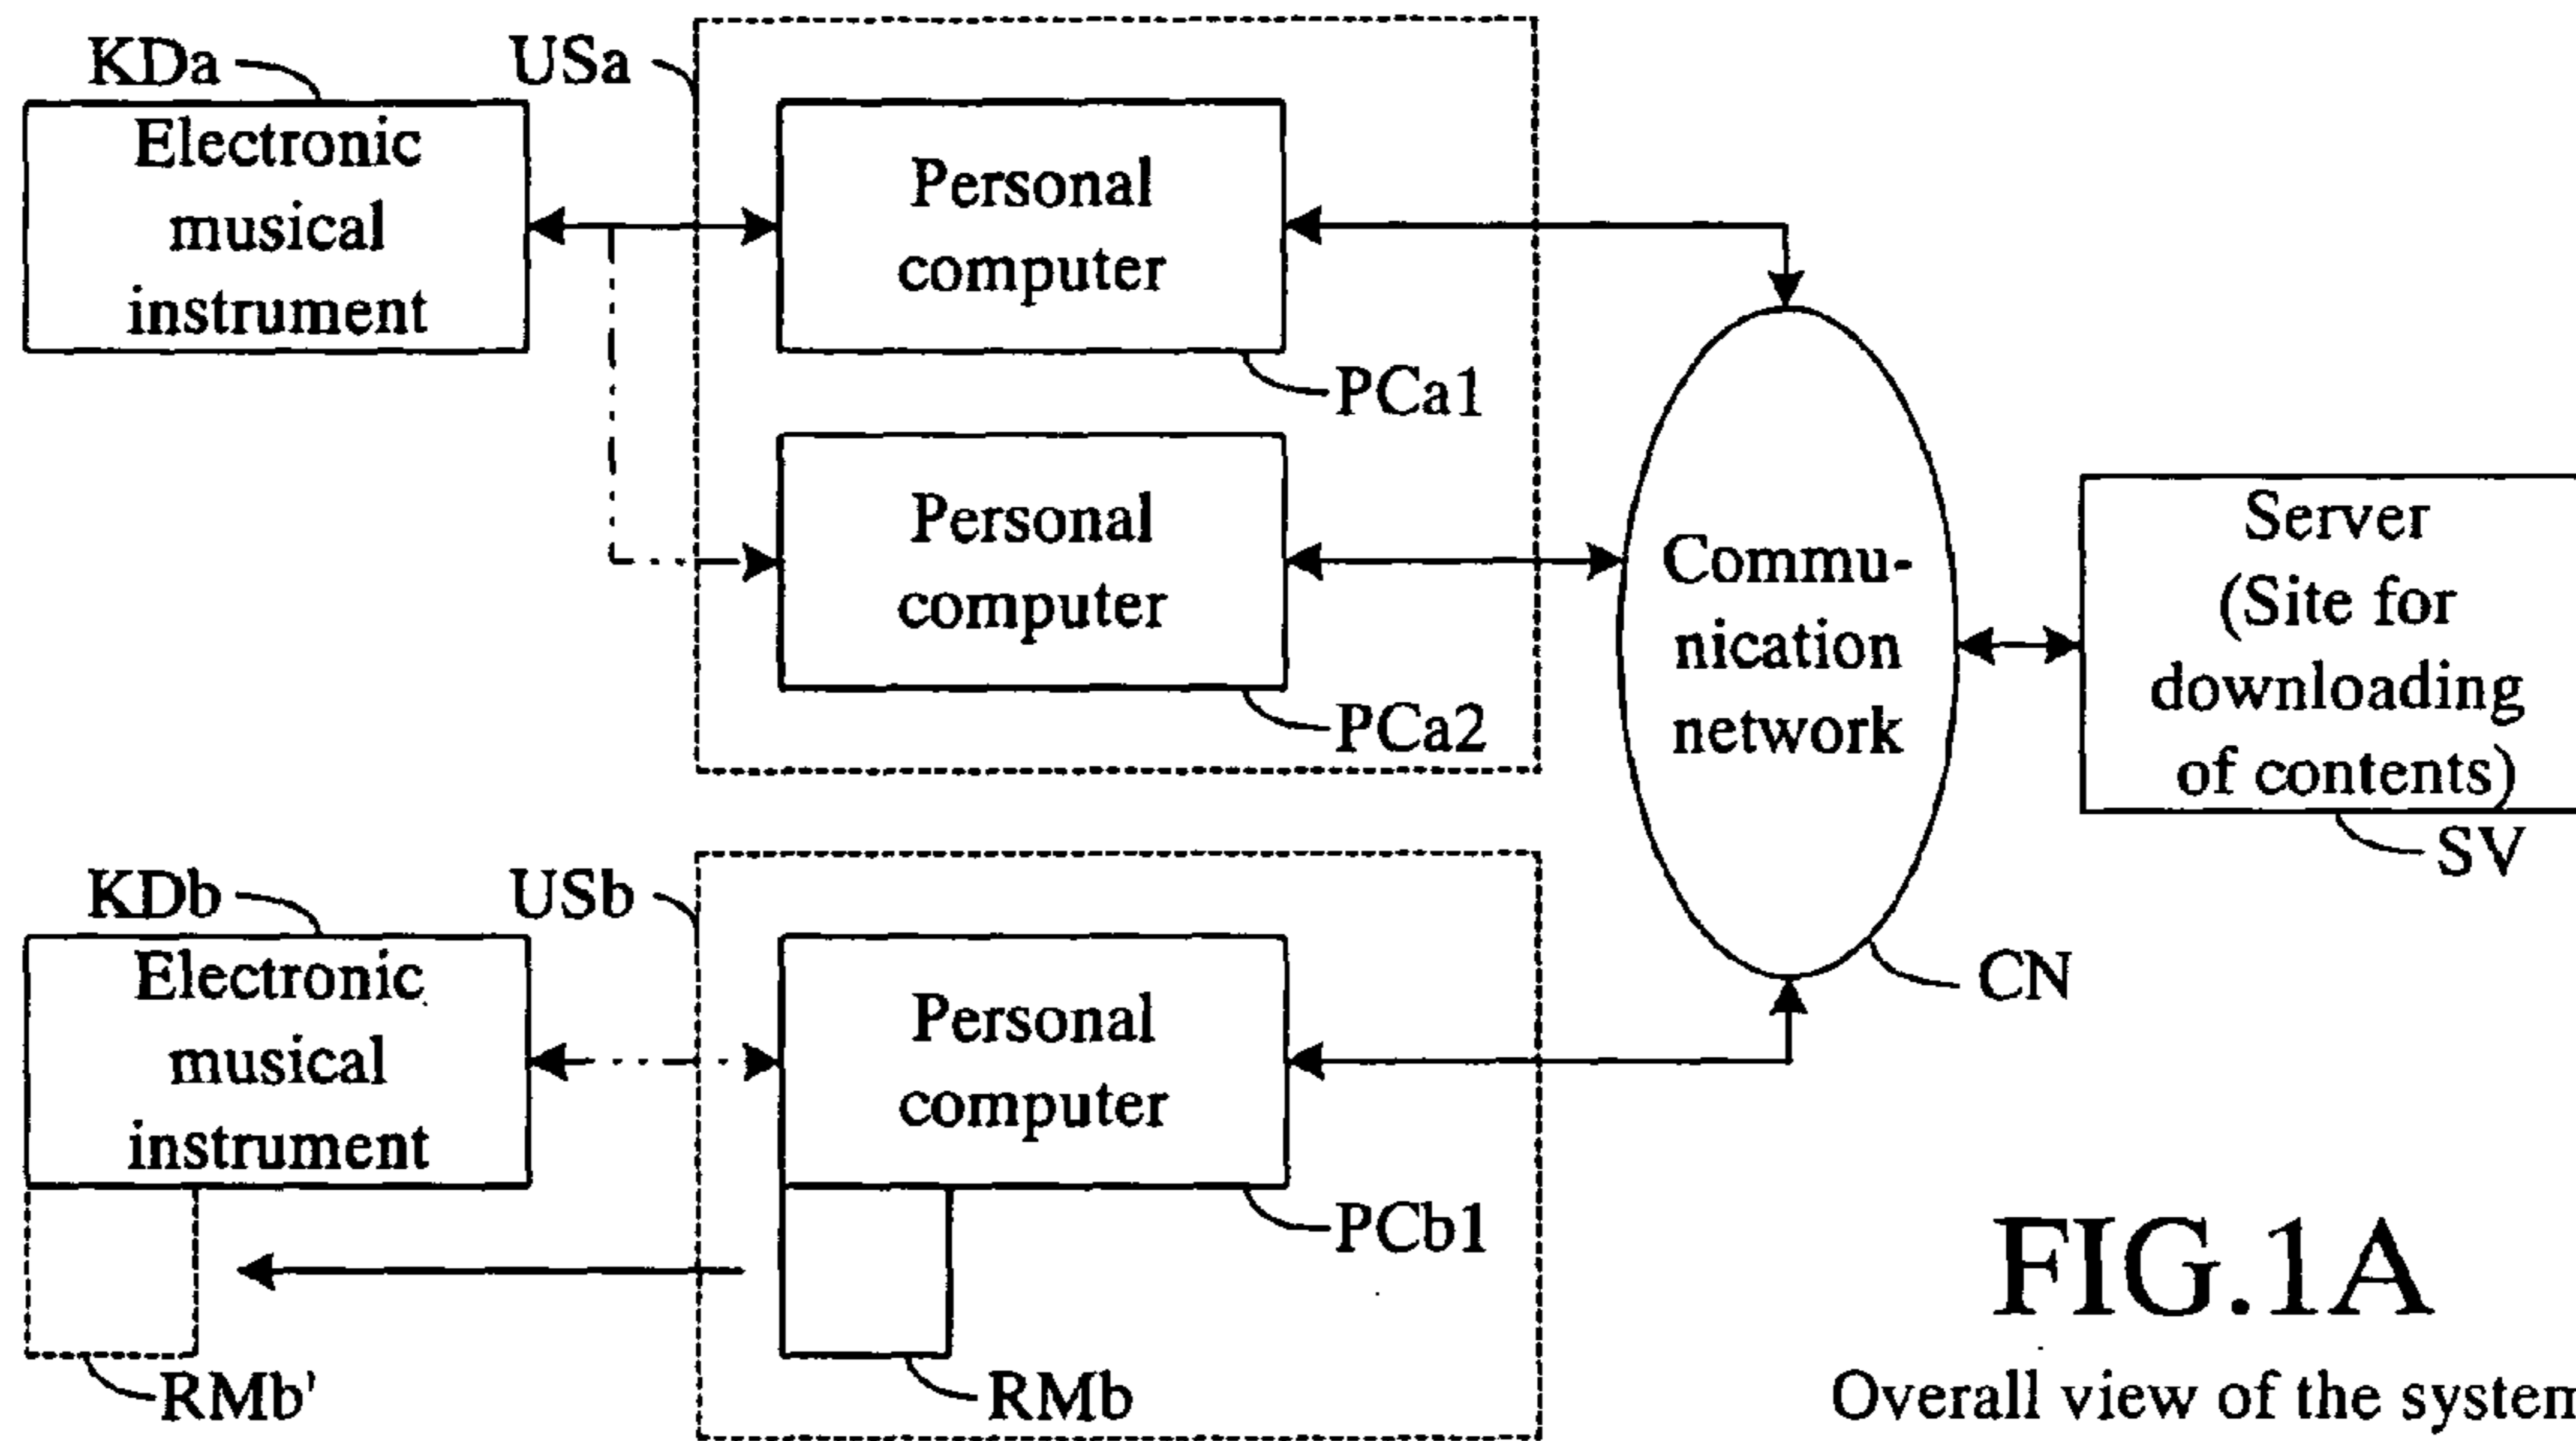 KDa
USa
Electronic
musical
instrument
Personal
computer
PCa1
Personal
computer
PCa2
Commu-
nication
network
CN
Server
(Site for
downloading
of contents)
SV
KDb
USb
Electronic
musical
instrument
Personal
computer
PCb1
RMb'
RMb
FIG.1A
Overall view of the system